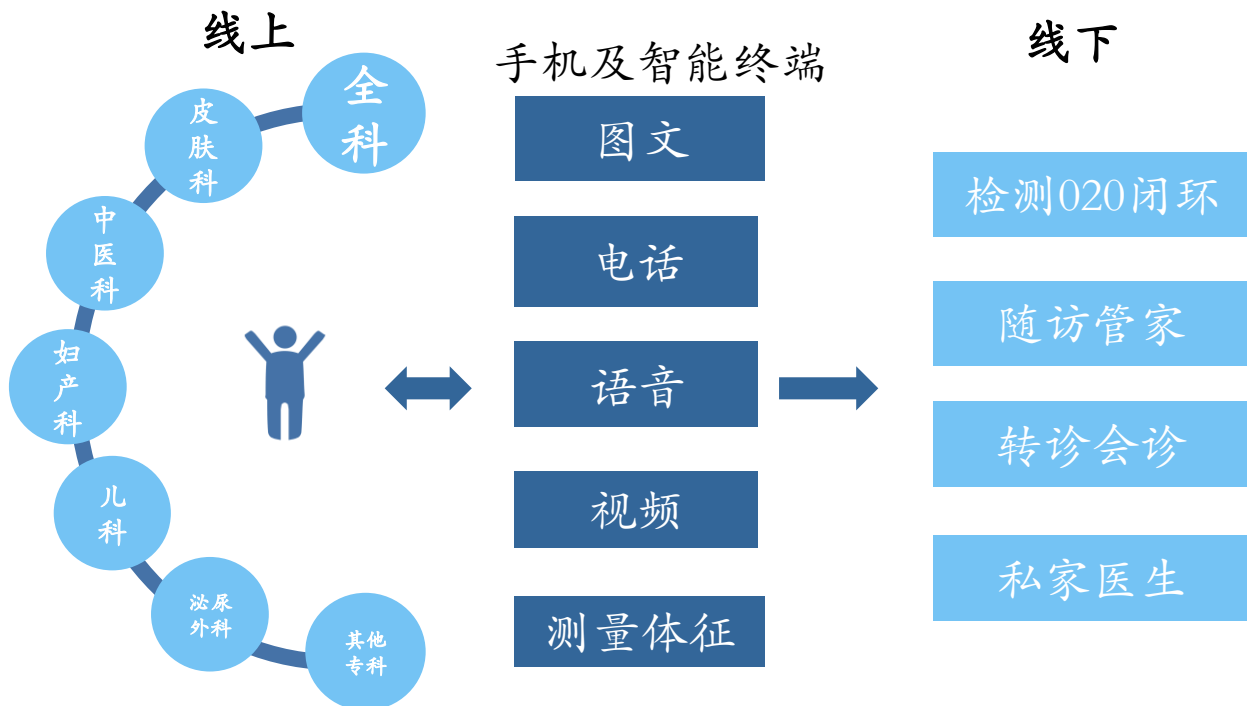 线上
全
科
皮
肤
科
中
医
科
妇
产
科
儿
科
泌尿
外科
其他
专科
手机及智能终端
图文
电话
语音
视频
测量体征
线下
检测020闭环
随访管家
转诊会诊
私家医生